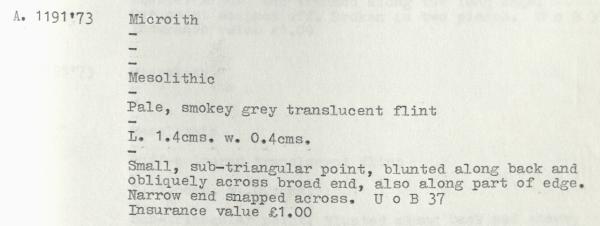 A. 1191'73 Microith
-
-
-
Mesolithic
-
Pale, smokey grey translucent flint
-
L. 1.4cms. w. 0.4cms.
-
Small, sub-triangular point, blunted along back and
obliquely across broad end, also along part of edge.
Narrow end snapped across. U o B 37
Insurance value £1.00